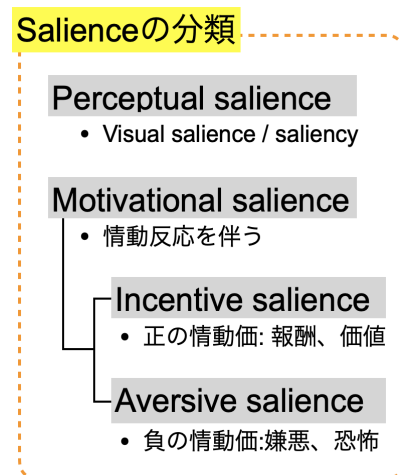 Salienceの分類
Perceptual salience
• Visual salience / saliency
Motivational salience
• 情動反応を伴う
Incentive salience
• 正の情動価: 報酬、価値
Aversive salience
• 負の情動価:嫌悪、恐怖